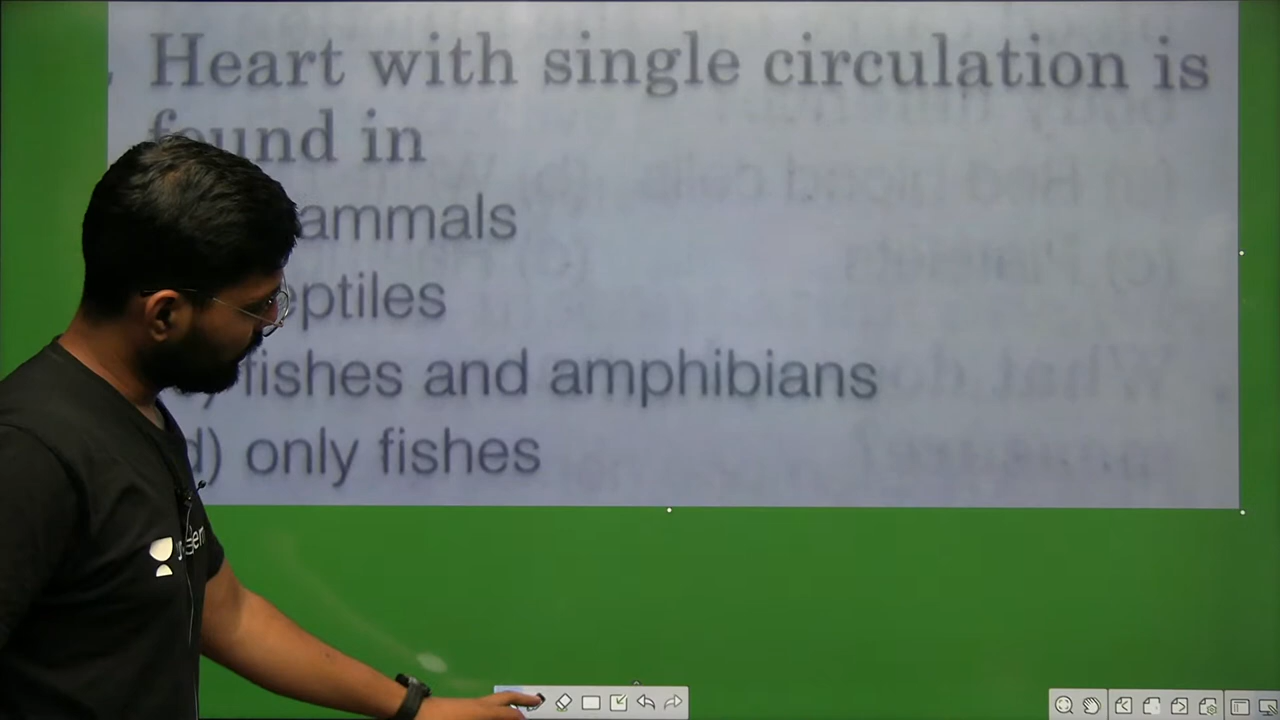 Heart with single circulation is
found in
ammals
eptiles
) fishes and amphibians
d) only fishes